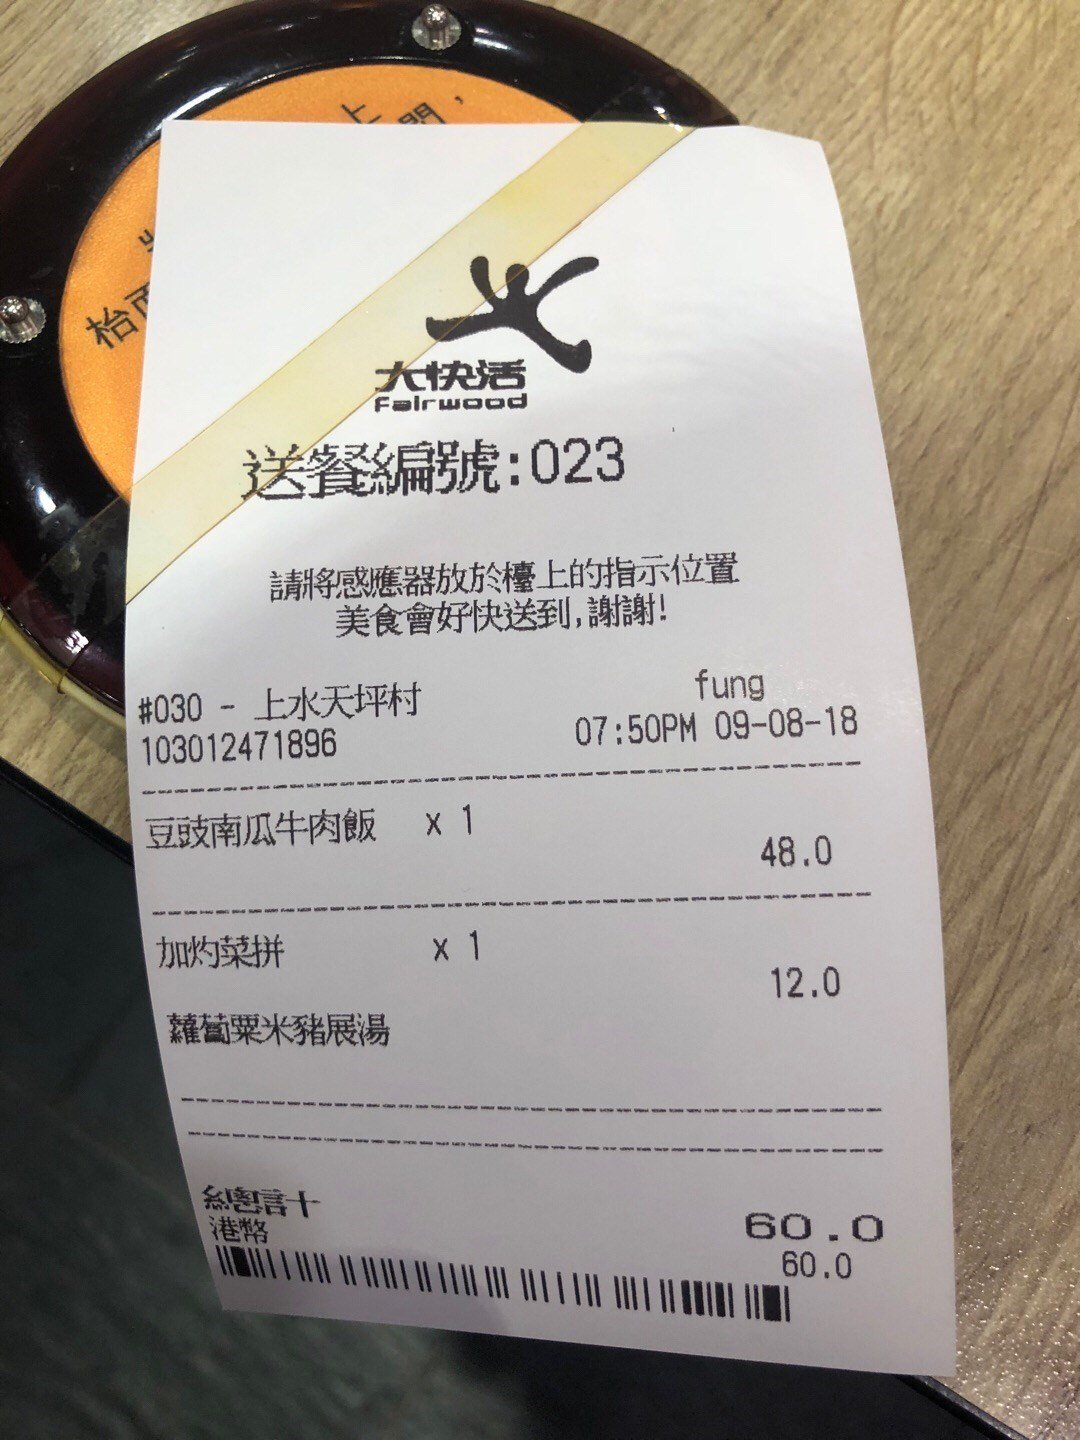 上
門，
枱面
大快活
Fairwood
送餐編號:023
請將感應器放於檯上的指示位置
美食會好快送到,謝謝!
#030 - 上水天坪村 fung
103012471896 07:50PM 09-08-18
豆豉南瓜牛肉飯 x 1
48.0
加灼菜拼 x 1
12.0
蘿蔔粟米豬展湯
總計 60.0
港幣 60.0